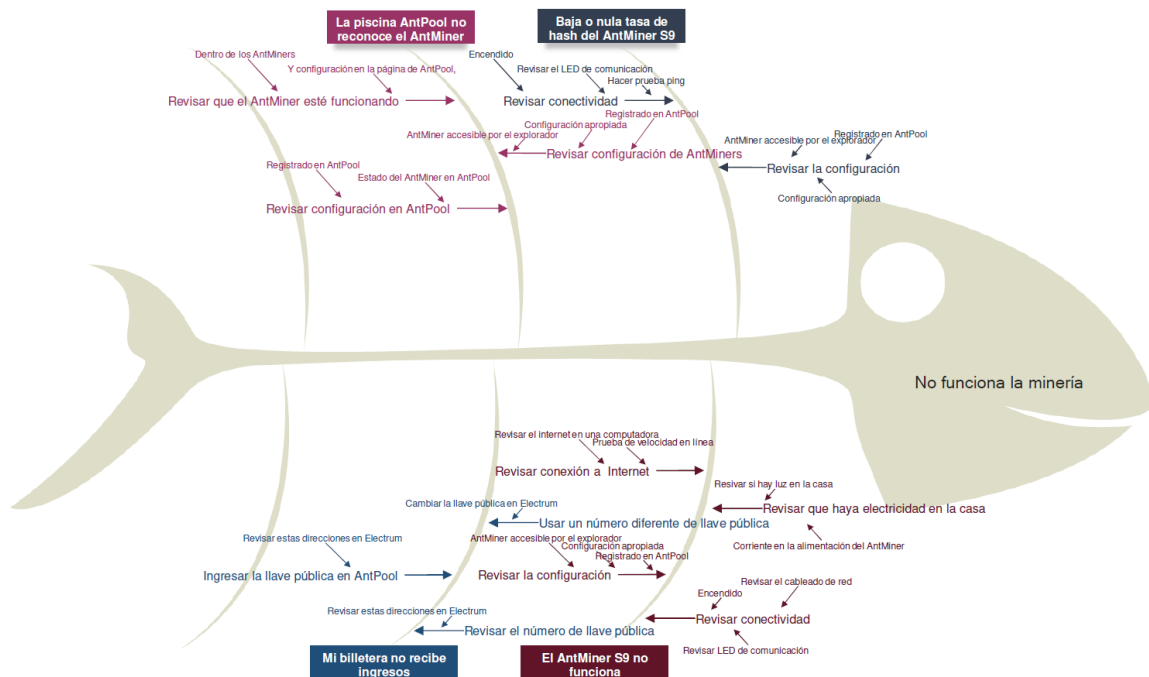 La piscina AntPool no
reconoce el AntMiner
Baja o nula tasa de
hash del AntMiner S9
Dentro de los AntMiners
Y configuración en la página de AntPool,
Revisar que el AntMiner esté funcionando
Encendido
Revisar el LED de comunicación
Hacer prueba ping
Revisar conectividad
Registrado en AntPool
Configuración apropiada
AntMiner accesible por el explorador
Revisar configuración de AntMiners
Registrado en AntPool
AntMiner accesible por el explorador
Revisar la configuración
Configuración apropiada
Registrado en AntPool
Estado del AntMiner en AntPool
Revisar configuración en AntPool
No funciona la minería
Revisar el internet en una computadora
Prueba de velocidad en línea
Revisar conexión a Internet
Resivar si hay luz en la casa
Revisar que haya electricidad en la casa
Corriente en la alimentación del AntMiner
Cambiar la llave pública en Electrum
Usar un número diferente de llave pública
AntMiner accesible por el explorador
Configuración apropiada
Registrado en AntPool
Revisar la configuración
Revisar estas direcciones en Electrum
Ingresar la llave pública en AntPool
Revisar el cableado de red
Encendido
Revisar conectividad
Revisar LED de comunicación
Revisar estas direcciones en Electrum
Revisar el número de llave pública
Mi billetera no recibe
ingresos
El AntMiner S9 no
funciona